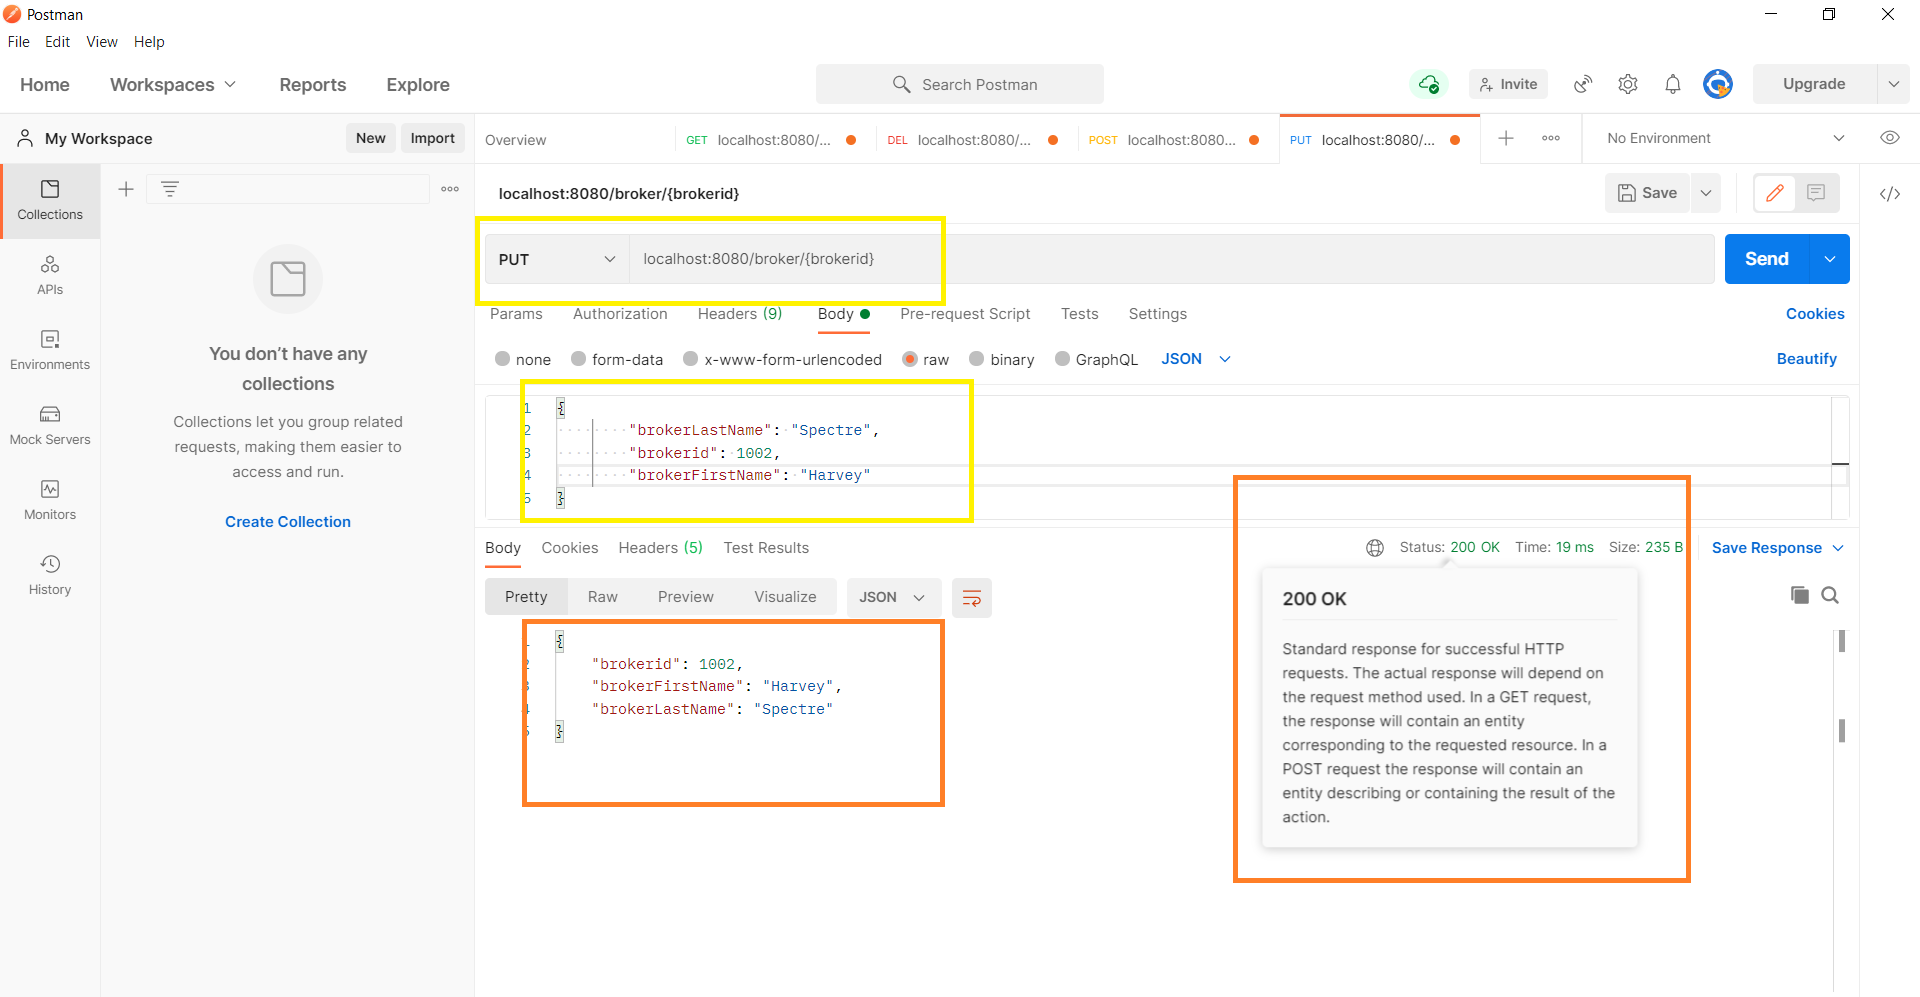 Postman
File Edit View Help
Home Workspaces Reports Explore
Search Postman
Invite
Upgrade
My Workspace
New Import
Overview
GET localhost:8080/...
DEL localhost:8080/...
POST localhost:8080...
PUT localhost:8080/...
No Environment
Collections
APIs
Environments
Mock Servers
Monitors
History
You don't have any
collections
Collections let you group related
requests, making them easier to
access and run.
Create Collection
localhost:8080/broker/{brokerid}
Save
</>
PUT localhost:8080/broker/{brokerid}
Send
Params Authorization Headers (9) Body Pre-request Script Tests Settings
Cookies
none form-data x-www-form-urlencoded raw binary GraphQL JSON
Beautify
1 {
2 "brokerLastName": "Spectre",
3 "brokerid": 1002,
4 "brokerFirstName": "Harvey"
5 }
Body Cookies Headers (5) Test Results
Status: 200 OK Time: 19 ms Size: 235 B
Save Response
Pretty Raw Preview Visualize JSON
1 {
2 "brokerid": 1002,
3 "brokerFirstName": "Harvey",
4 "brokerLastName": "Spectre"
5 }
200 OK
Standard response for successful HTTP
requests. The actual response will depend on
the request method used. In a GET request,
the response will contain an entity
corresponding to the requested resource. In a
POST request the response will contain an
entity describing or containing the result of the
action.